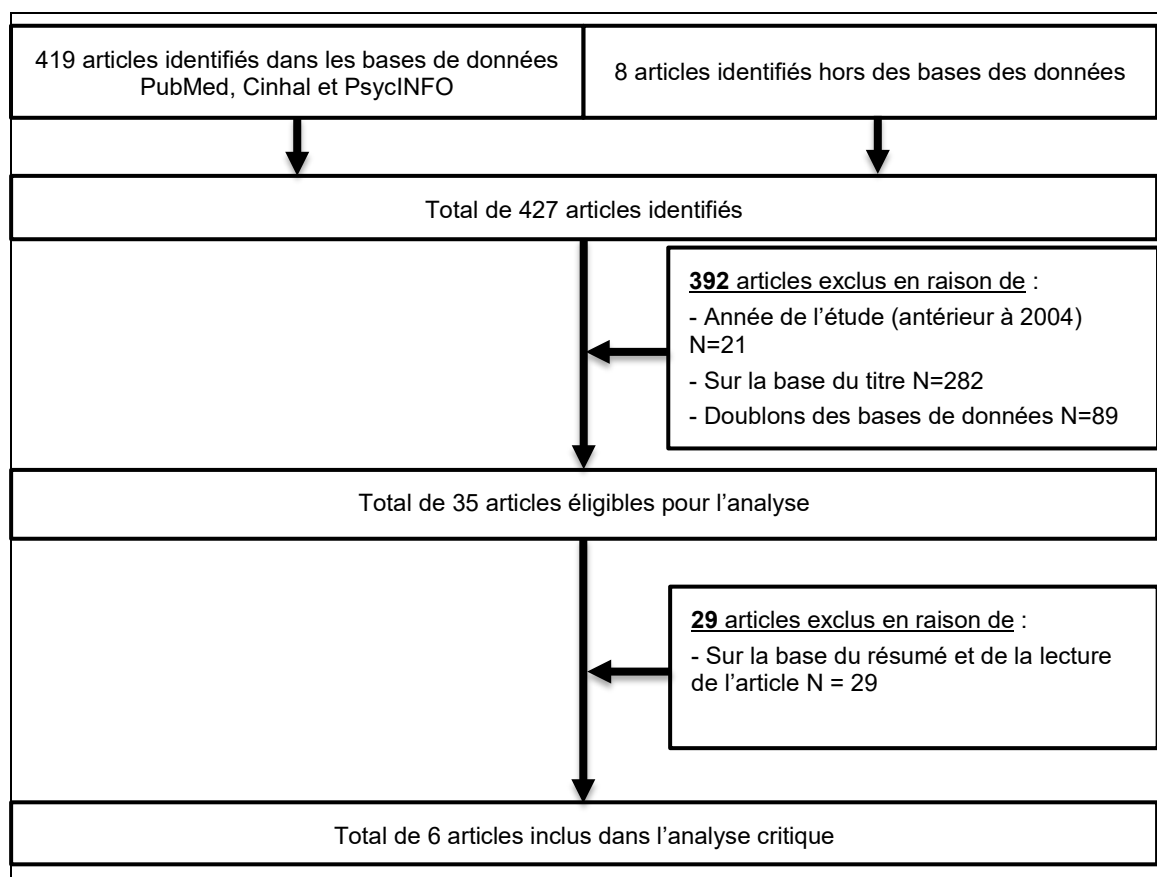 419 articles identifiés dans les bases de données
PubMed, Cinhal et PsycINFO
8 articles identifiés hors des bases des données
Total de 427 articles identifiés
392 articles exclus en raison de :
- Année de l’étude (antérieur à 2004)
N=21
- Sur la base du titre N=282
- Doublons des bases de données N=89
Total de 35 articles éligibles pour l’analyse
29 articles exclus en raison de :
- Sur la base du résumé et de la lecture
de l’article N = 29
Total de 6 articles inclus dans l’analyse critique